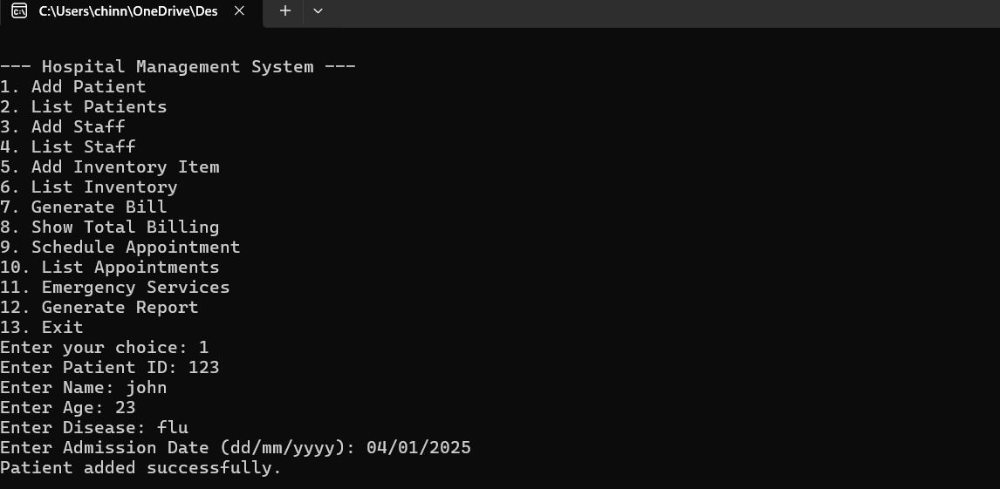 C:\Users\chinn\OneDrive\Des
--- Hospital Management System ---
1. Add Patient
2. List Patients
3. Add Staff
4. List Staff
5. Add Inventory Item
6. List Inventory
7. Generate Bill
8. Show Total Billing
9. Schedule Appointment
10. List Appointments
11. Emergency Services
12. Generate Report
13. Exit
Enter your choice: 1
Enter Patient ID: 123
Enter Name: john
Enter Age: 23
Enter Disease: flu
Enter Admission Date (dd/mm/yyyy): 04/01/2025
Patient added successfully.